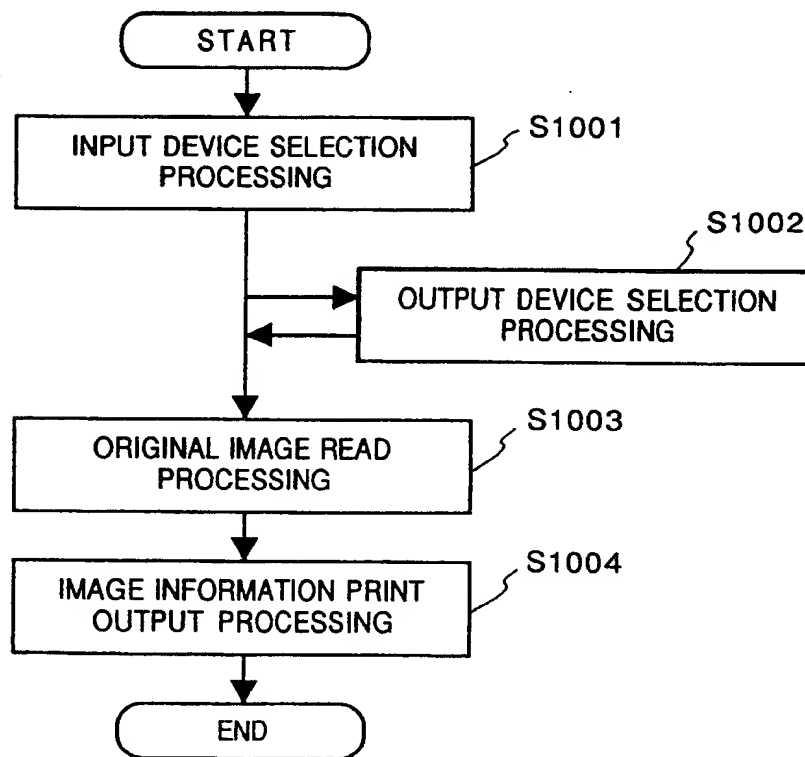 START
INPUT DEVICE SELECTION
PROCESSING
S1001
S1002
OUTPUT DEVICE SELECTION
PROCESSING
S1003
ORIGINAL IMAGE READ
PROCESSING
S1004
IMAGE INFORMATION PRINT
OUTPUT PROCESSING
END